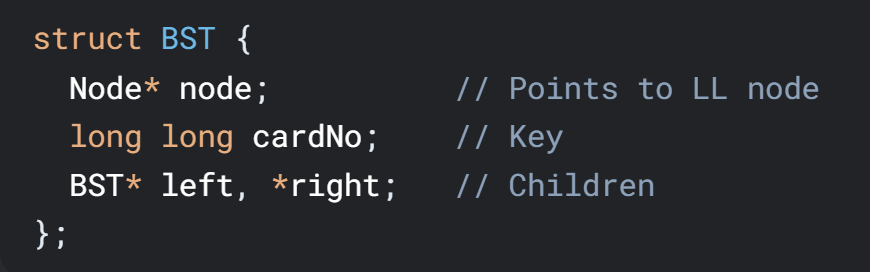 struct BST {
  Node* node;           // Points to LL node
  long long cardNo;    // Key
  BST* left, *right;   // Children
};